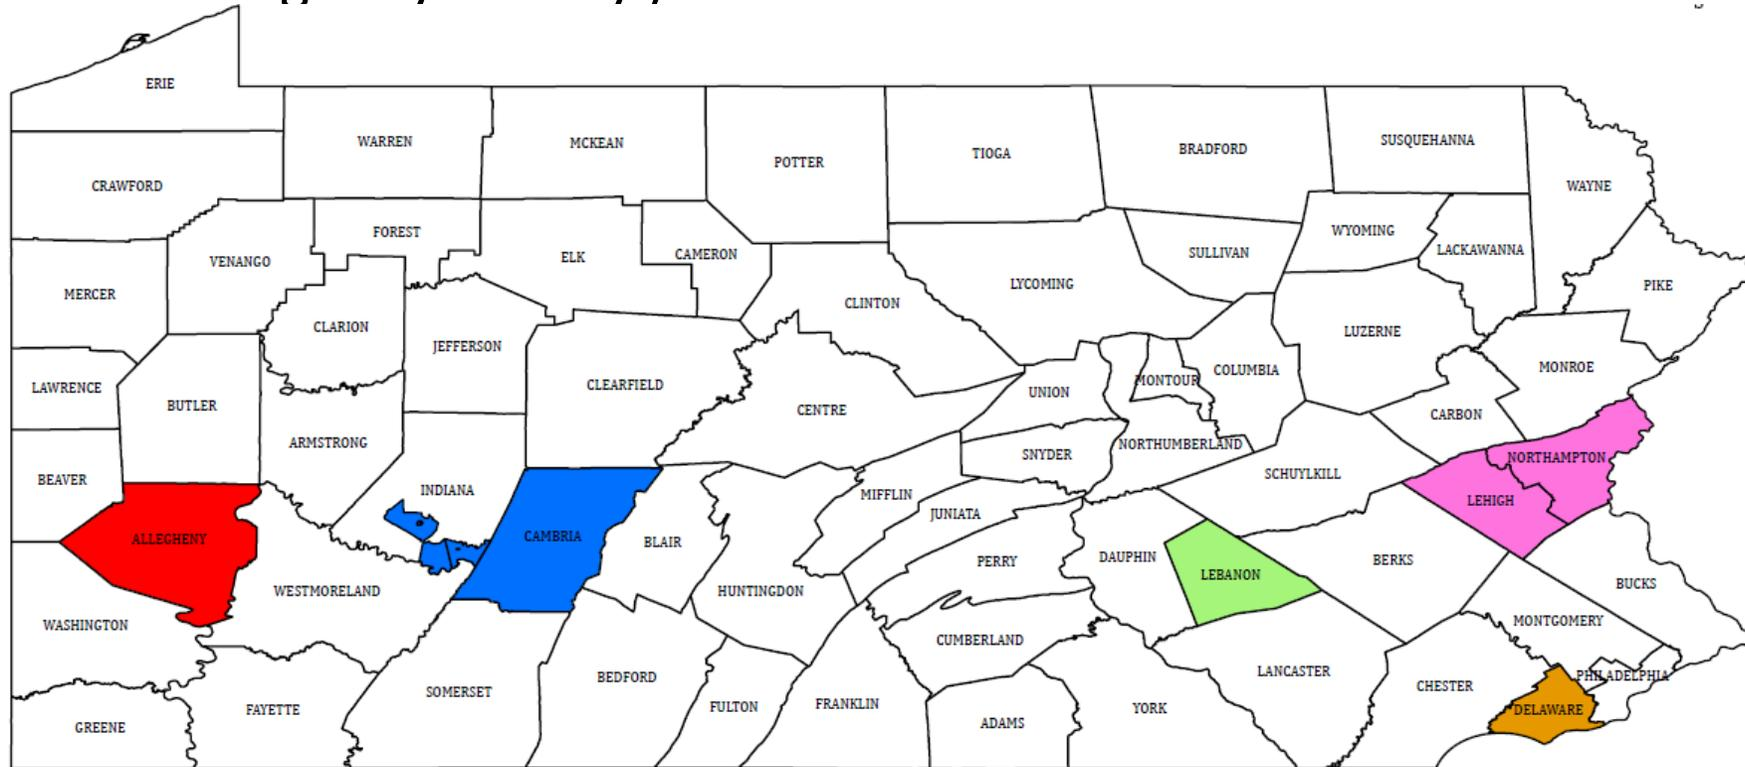 ERIE
WARREN
MCKEAN
POTTER
TIOGA
BRADFORD
SUSQUEHANNA
WAYNE
CRAWFORD
FOREST
VENANGO
ELK
CAMERON
SULLIVAN
WYOMING
LACKAWANNA
MERCER
CLARION
JEFFERSON
CLINTON
LYCOMING
LUZERNE
PIKE
LAWRENCE
BUTLER
CLEARFIELD
CENTRE
UNION
MONTOUR
COLUMBIA
MONROE
CARBON
ARMSTRONG
BEAVER
INDIANA
SNYDER
NORTHUMBERLAND
SCHUYLKILL
NORTHAMPTON
LEHIGH
MIFFLIN
JUNIATA
ALLEGHENY
CAMBRIA
BLAIR
PERRY
DAUPHIN
LEBANON
BERKS
BUCKS
WESTMORELAND
HUNTINGDON
WASHINGTON
CUMBERLAND
MONTGOMERY
LANCASTER
PHILADELPHIA
CHESTER
DELAWARE
SOMERSET
BEDFORD
FULTON
FRANKLIN
ADAMS
YORK
FAYETTE
GREENE